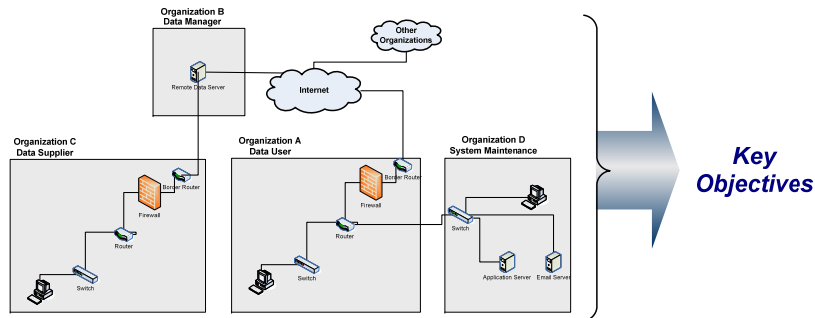 Organization B
Data Manager
Other
Organizations
Remote Data Server
Internet
Organization C
Data Supplier
Border Router
Firewall
Router
Switch
Organization A
Data User
Border Router
Firewall
Router
Switch
Organization D
System Maintenance
Switch
Application Server
Email Server
Key
Objectives